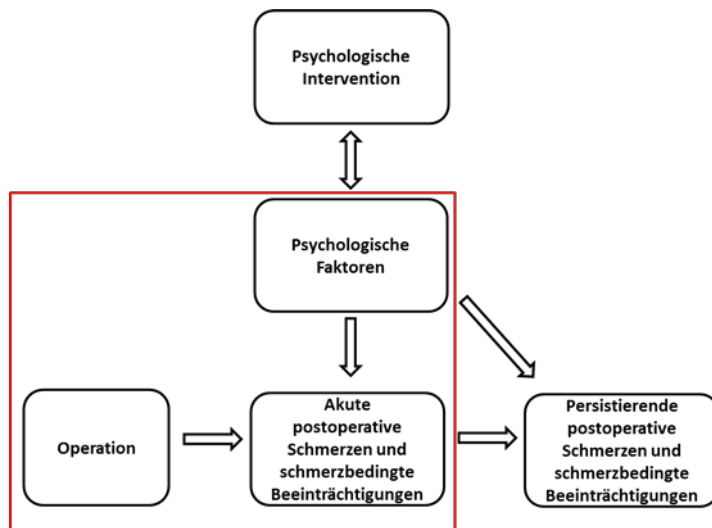 Psychologische
Intervention
Psychologische
Faktoren
Operation
Akute
postoperative
Schmerzen und
schmerzbedingte
Beeinträchtigungen
Persistierende
postoperative
Schmerzen und
schmerzbedingte
Beeinträchtigungen